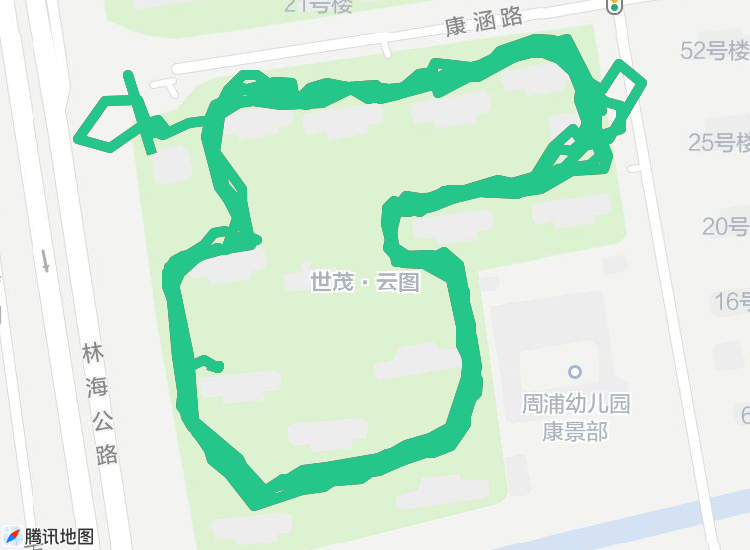 21号楼
康涵路
52号楼
25号楼
20号
世茂·云图
16号
林海公路
周浦幼儿园
康景部
6
腾讯地图